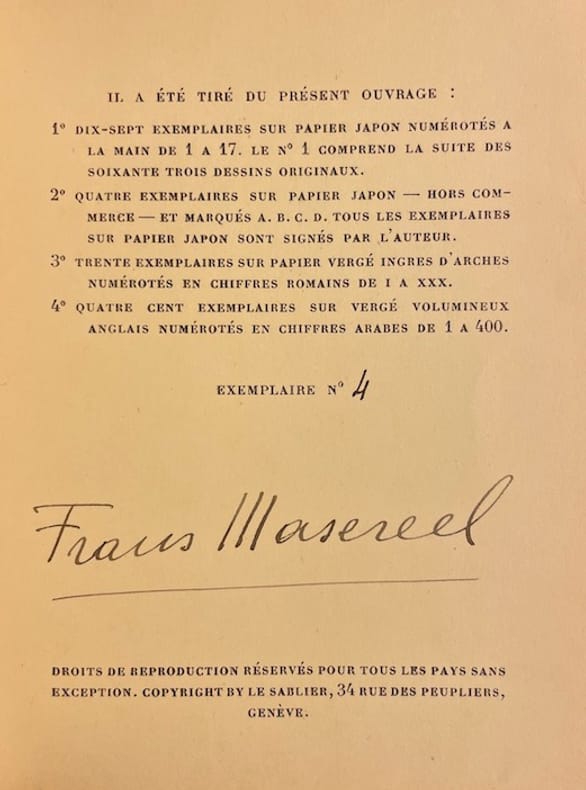 IL A ÉTÉ TIRÉ DU PRÉSENT OUVRAGE :
1° DIX-SEPT EXEMPLAIRES SUR PAPIER JAPON NUMÉROTÉS A
LA MAIN DE 1 A 17. LE N° 1 COMPREND LA SUITE DES
SOIXANTE TROIS DESSINS ORIGINAUX.
2° QUATRE EXEMPLAIRES SUR PAPIER JAPON — HORS COM-
MERCE — ET MARQUÉS A. B. C. D. TOUS LES EXEMPLAIRES
SUR PAPIER JAPON SONT SIGNÉS PAR L'AUTEUR.
3° TRENTE EXEMPLAIRES SUR PAPIER VERGÉ INGRES D'ARCHES
NUMÉROTÉS EN CHIFFRES ROMAINS DE I A XXX.
4° QUATRE CENT EXEMPLAIRES SUR VERGÉ VOLUMINEUX
ANGLAIS NUMÉROTÉS EN CHIFFRES ARABES DE 1 A 400.
EXEMPLAIRE N° 4
Frans Masereel
DROITS DE REPRODUCTION RÉSERVÉS POUR TOUS LES PAYS SANS
EXCEPTION. COPYRIGHT BY LE SABLIER, 34 RUE DES PEUPLIERS,
GENÈVE.